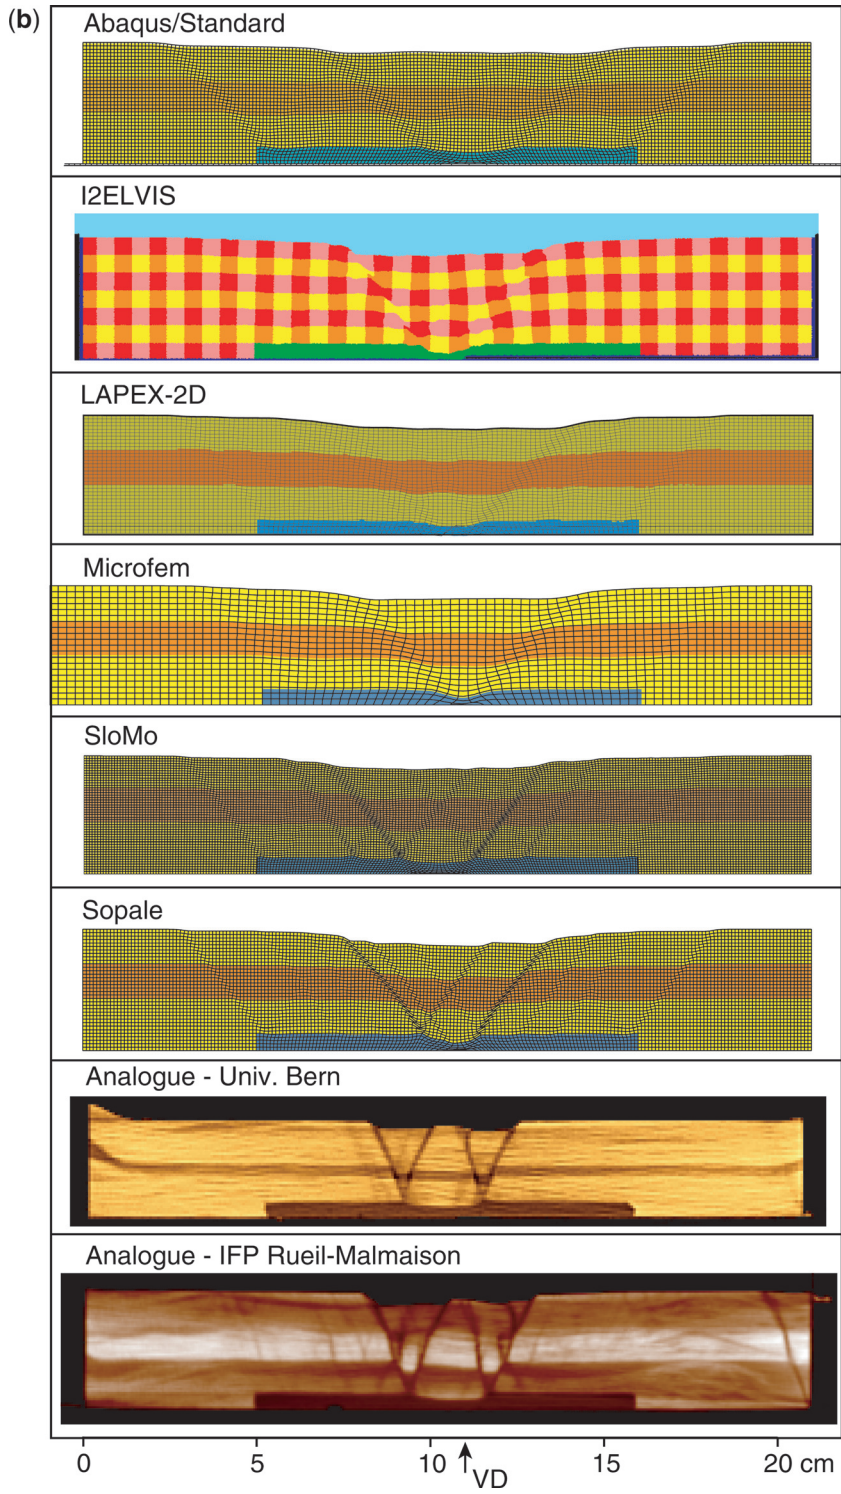 (b)
Abaqus/Standard
I2ELVIS
LAPEX-2D
Microfem
SloMo
Sopale
Analogue - Univ. Bern
Analogue - IFP Rueil-Malmaison
0 5 10 15 20 cm
VD